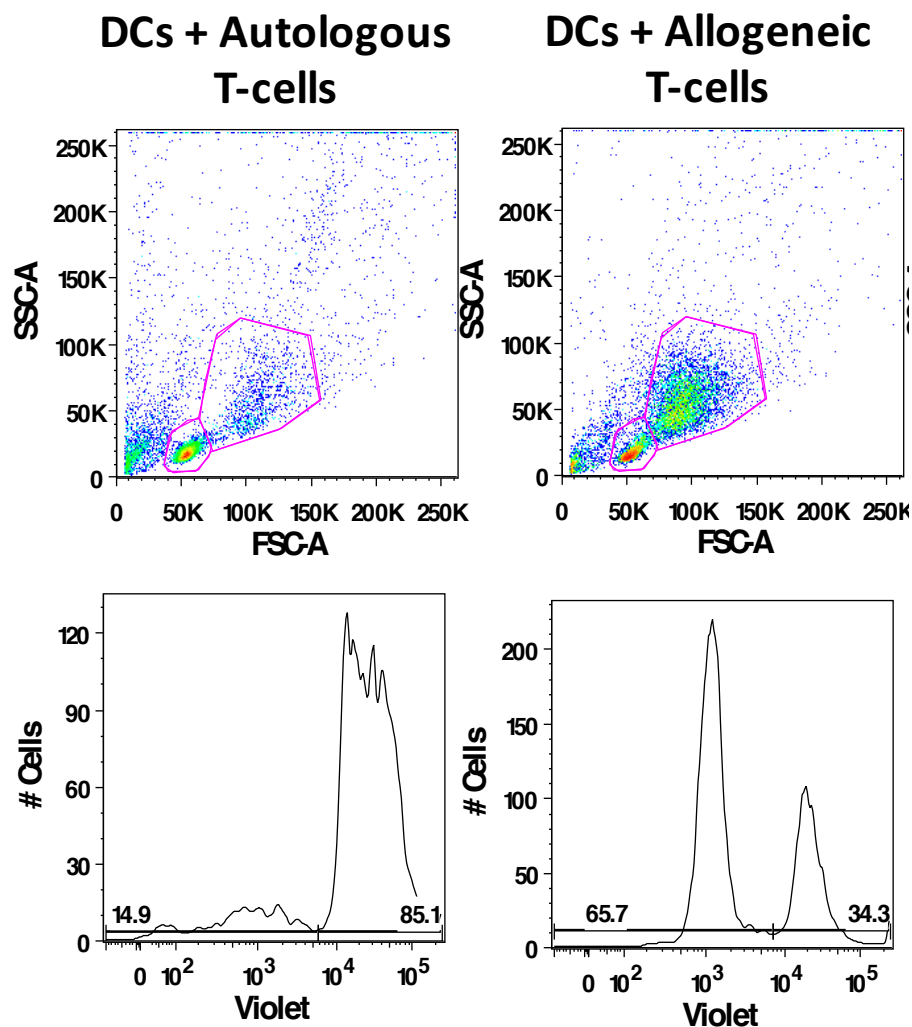 DCs + Autologous
T-cells
DCs + Allogeneic
T-cells
250K
200K
150K
100K
50K
0
SSC-A
0 50K 100K 150K 200K 250K
FSC-A
250K
200K
150K
100K
50K
0
SSC-A
0 50K 100K 150K 200K 250K
FSC-A
120
90
60
30
0
# Cells
14.9 85.1
0 10² 10³ 10⁴ 10⁵
Violet
200
150
100
50
0
# Cells
65.7 34.3
0 10² 10³ 10⁴ 10⁵
Violet